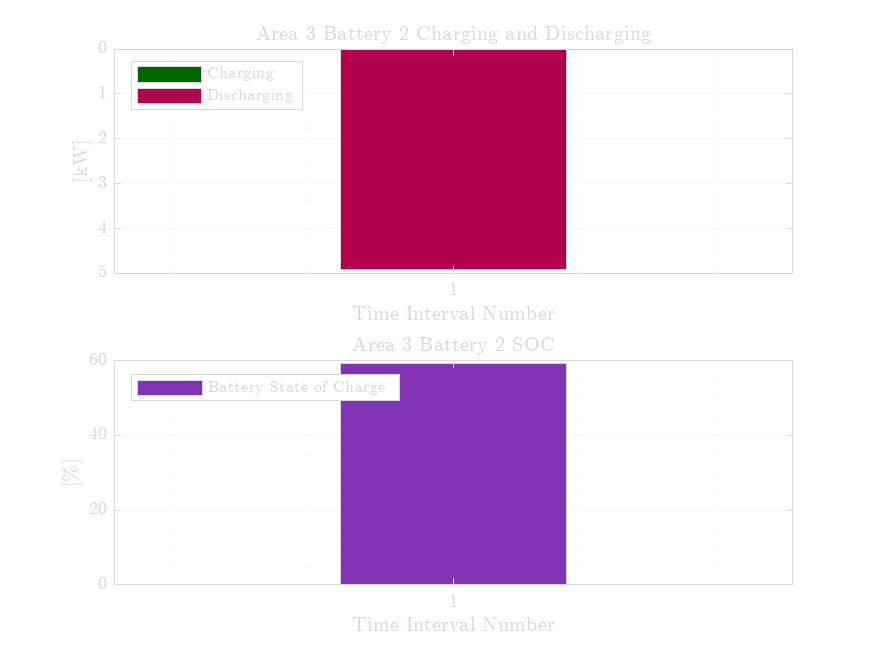 Area 3 Battery 2 Charging and Discharging
0
1
2
3
4
5
[kW]
Charging
Discharging
1
Time Interval Number
Area 3 Battery 2 SOC
60
40
20
0
[%]
Battery State of Charge
1
Time Interval Number